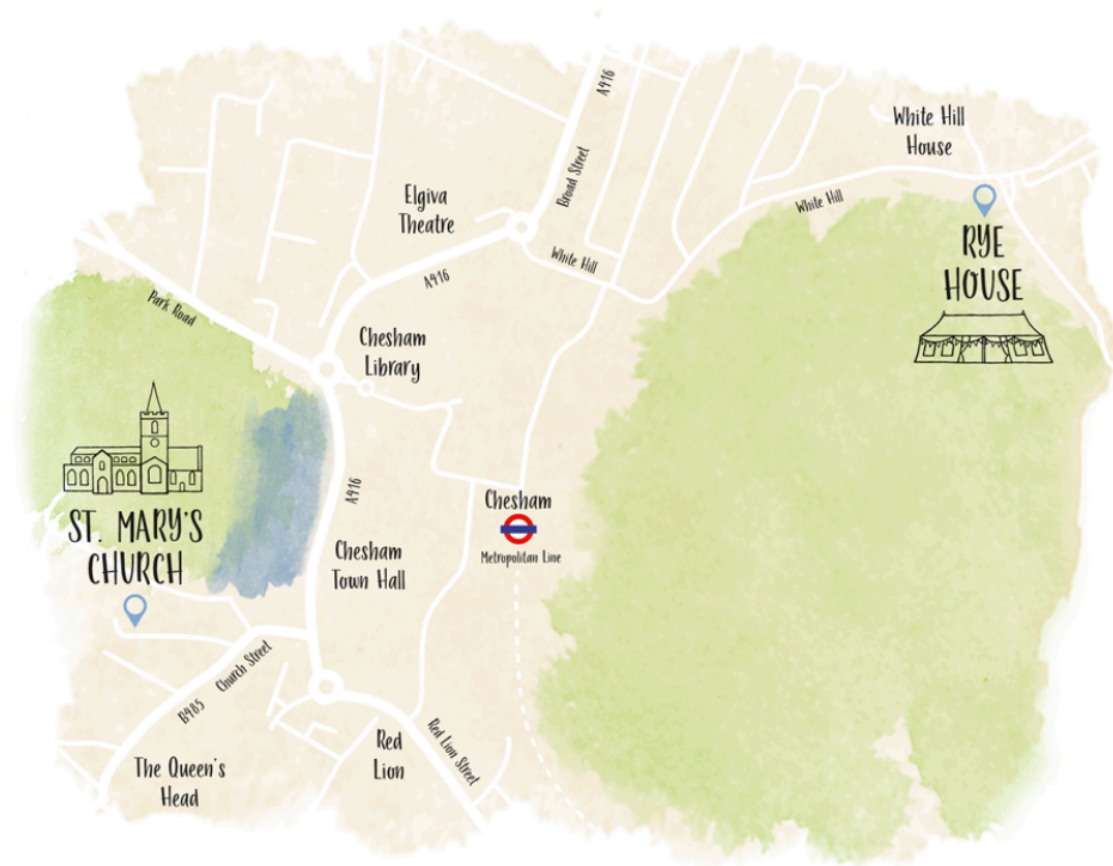 A416
White Hill
House
Broad Street
Elgiva
Theatre
White Hill
RYE
HOUSE
White Hill
A416
Park Road
Chesham
Library
A416
Chesham
Metropolitan Line
ST. MARY'S
CHURCH
Chesham
Town Hall
Church Street
B485
Red Lion Street
Red
Lion
The Queen's
Head